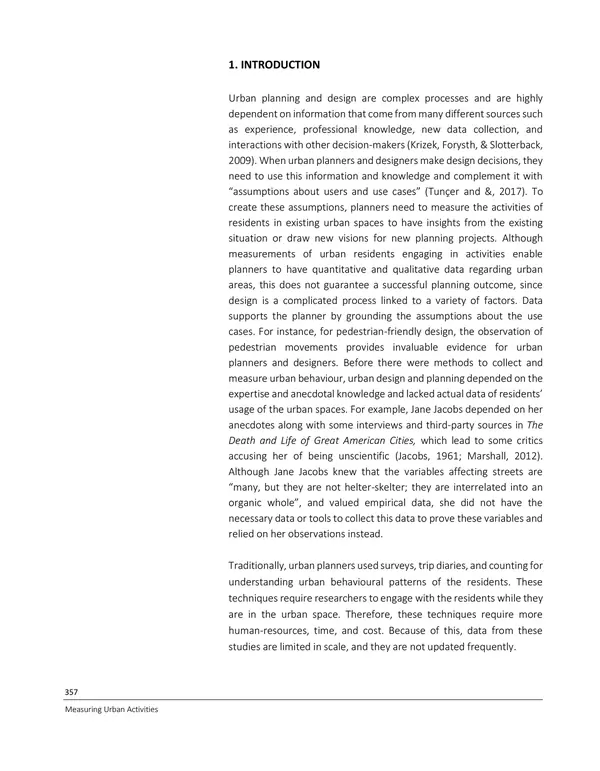 1. INTRODUCTION
Urban planning and design are complex processes and are highly
dependent on information that come from many different sources such
as experience, professional knowledge, new data collection, and
interactions with other decision-makers (Krizek, Forysth, & Slotterback,
2009). When urban planners and designers make design decisions, they
need to use this information and knowledge and complement it with
“assumptions about users and use cases” (Tunçer and &, 2017). To
create these assumptions, planners need to measure the activities of
residents in existing urban spaces to have insights from the existing
situation or draw new visions for new planning projects. Although
measurements of urban residents engaging in activities enable
planners to have quantitative and qualitative data regarding urban
areas, this does not guarantee a successful planning outcome, since
design is a complicated process linked to a variety of factors. Data
supports the planner by grounding the assumptions about the use
cases. For instance, for pedestrian-friendly design, the observation of
pedestrian movements provides invaluable evidence for urban
planners and designers. Before there were methods to collect and
measure urban behaviour, urban design and planning depended on the
expertise and anecdotal knowledge and lacked actual data of residents’
usage of the urban spaces. For example, Jane Jacobs depended on her
anecdotes along with some interviews and third-party sources in The
Death and Life of Great American Cities, which lead to some critics
accusing her of being unscientific (Jacobs, 1961; Marshall, 2012).
Although Jane Jacobs knew that the variables affecting streets are
“many, but they are not helter-skelter; they are interrelated into an
organic whole”, and valued empirical data, she did not have the
necessary data or tools to collect this data to prove these variables and
relied on her observations instead.
Traditionally, urban planners used surveys, trip diaries, and counting for
understanding urban behavioural patterns of the residents. These
techniques require researchers to engage with the residents while they
are in the urban space. Therefore, these techniques require more
human-resources, time, and cost. Because of this, data from these
studies are limited in scale, and they are not updated frequently.
357
Measuring Urban Activities